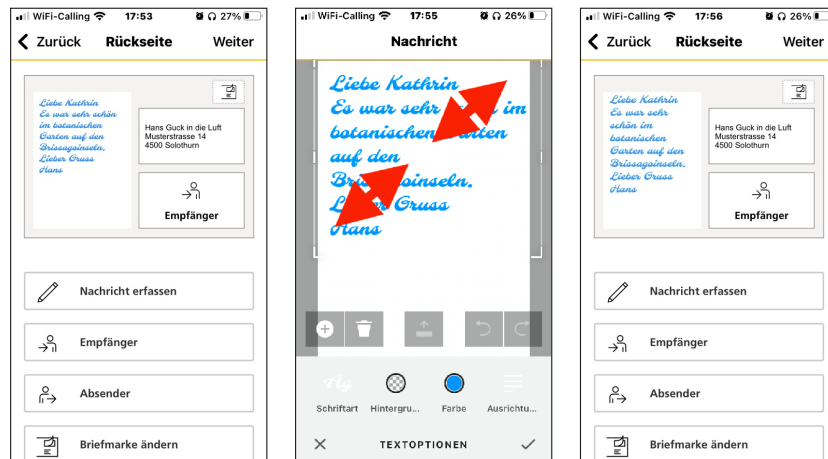 WiFi-Calling 17:53 27%
Zurück Rückseite Weiter
Liebe Kathrin
Es war sehr schön
im botanischen
Garten auf den
Brissagoinseln.
Lieber Gruss
Hans
Hans Guck in die Luft
Musterstrasse 14
4500 Solothurn
Empfänger
Nachricht erfassen
Empfänger
Absender
Briefmarke ändern
WiFi-Calling 17:55 26%
Nachricht
Liebe Kathrin
Es war sehr im
botanischen Garten
auf den
Brissagoinseln.
Lieber Gruss
Hans
Ag
Schriftart Hintergru... Farbe Ausrichtu...
TEXTOPTIONEN
WiFi-Calling 17:56 26%
Zurück Rückseite Weiter
Liebe Kathrin
Es war sehr
schön im
botanischen
Garten auf den
Brissagoinseln.
Lieber Gruss
Hans
Hans Guck in die Luft
Musterstrasse 14
4500 Solothurn
Empfänger
Nachricht erfassen
Empfänger
Absender
Briefmarke ändern